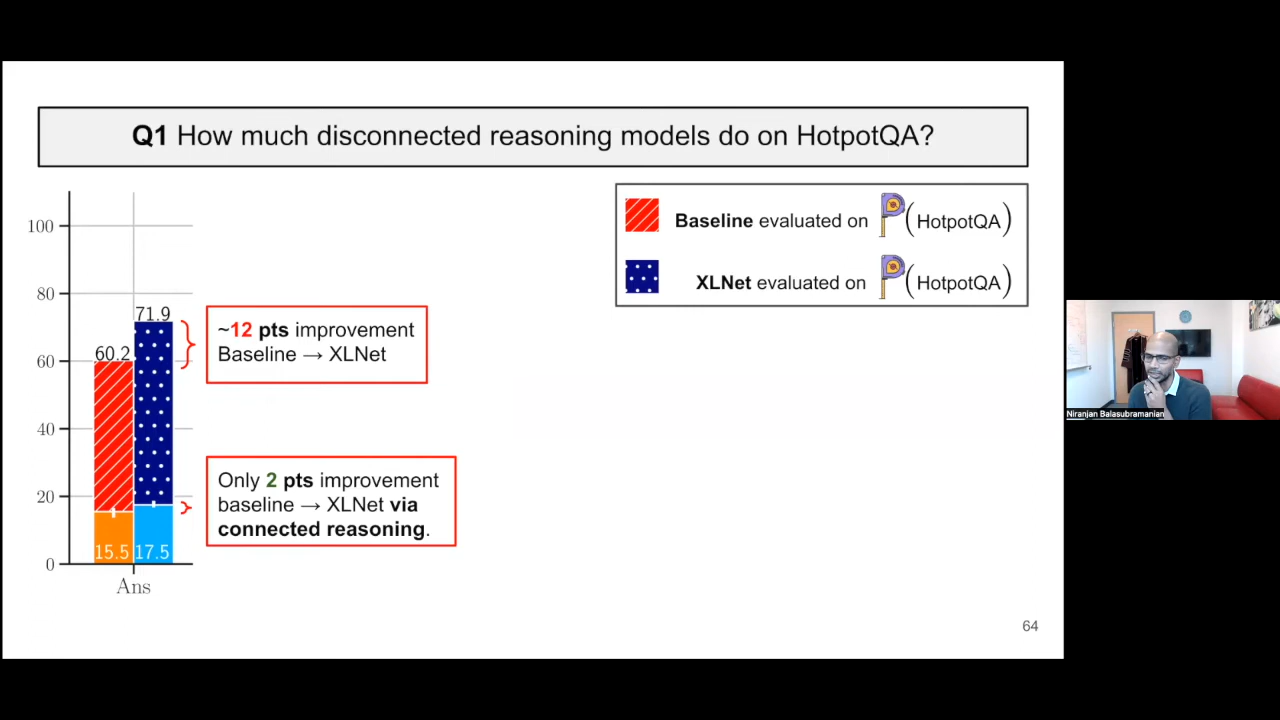 Q1 How much disconnected reasoning models do on HotpotQA?
Baseline evaluated on P(HotpotQA)
XLNet evaluated on P(HotpotQA)
100
80
60
40
20
0
71.9
60.2
15.5
17.5
Ans
~12 pts improvement
Baseline → XLNet
Only 2 pts improvement
baseline → XLNet via
connected reasoning.
64
Niranjan Balasubramanian